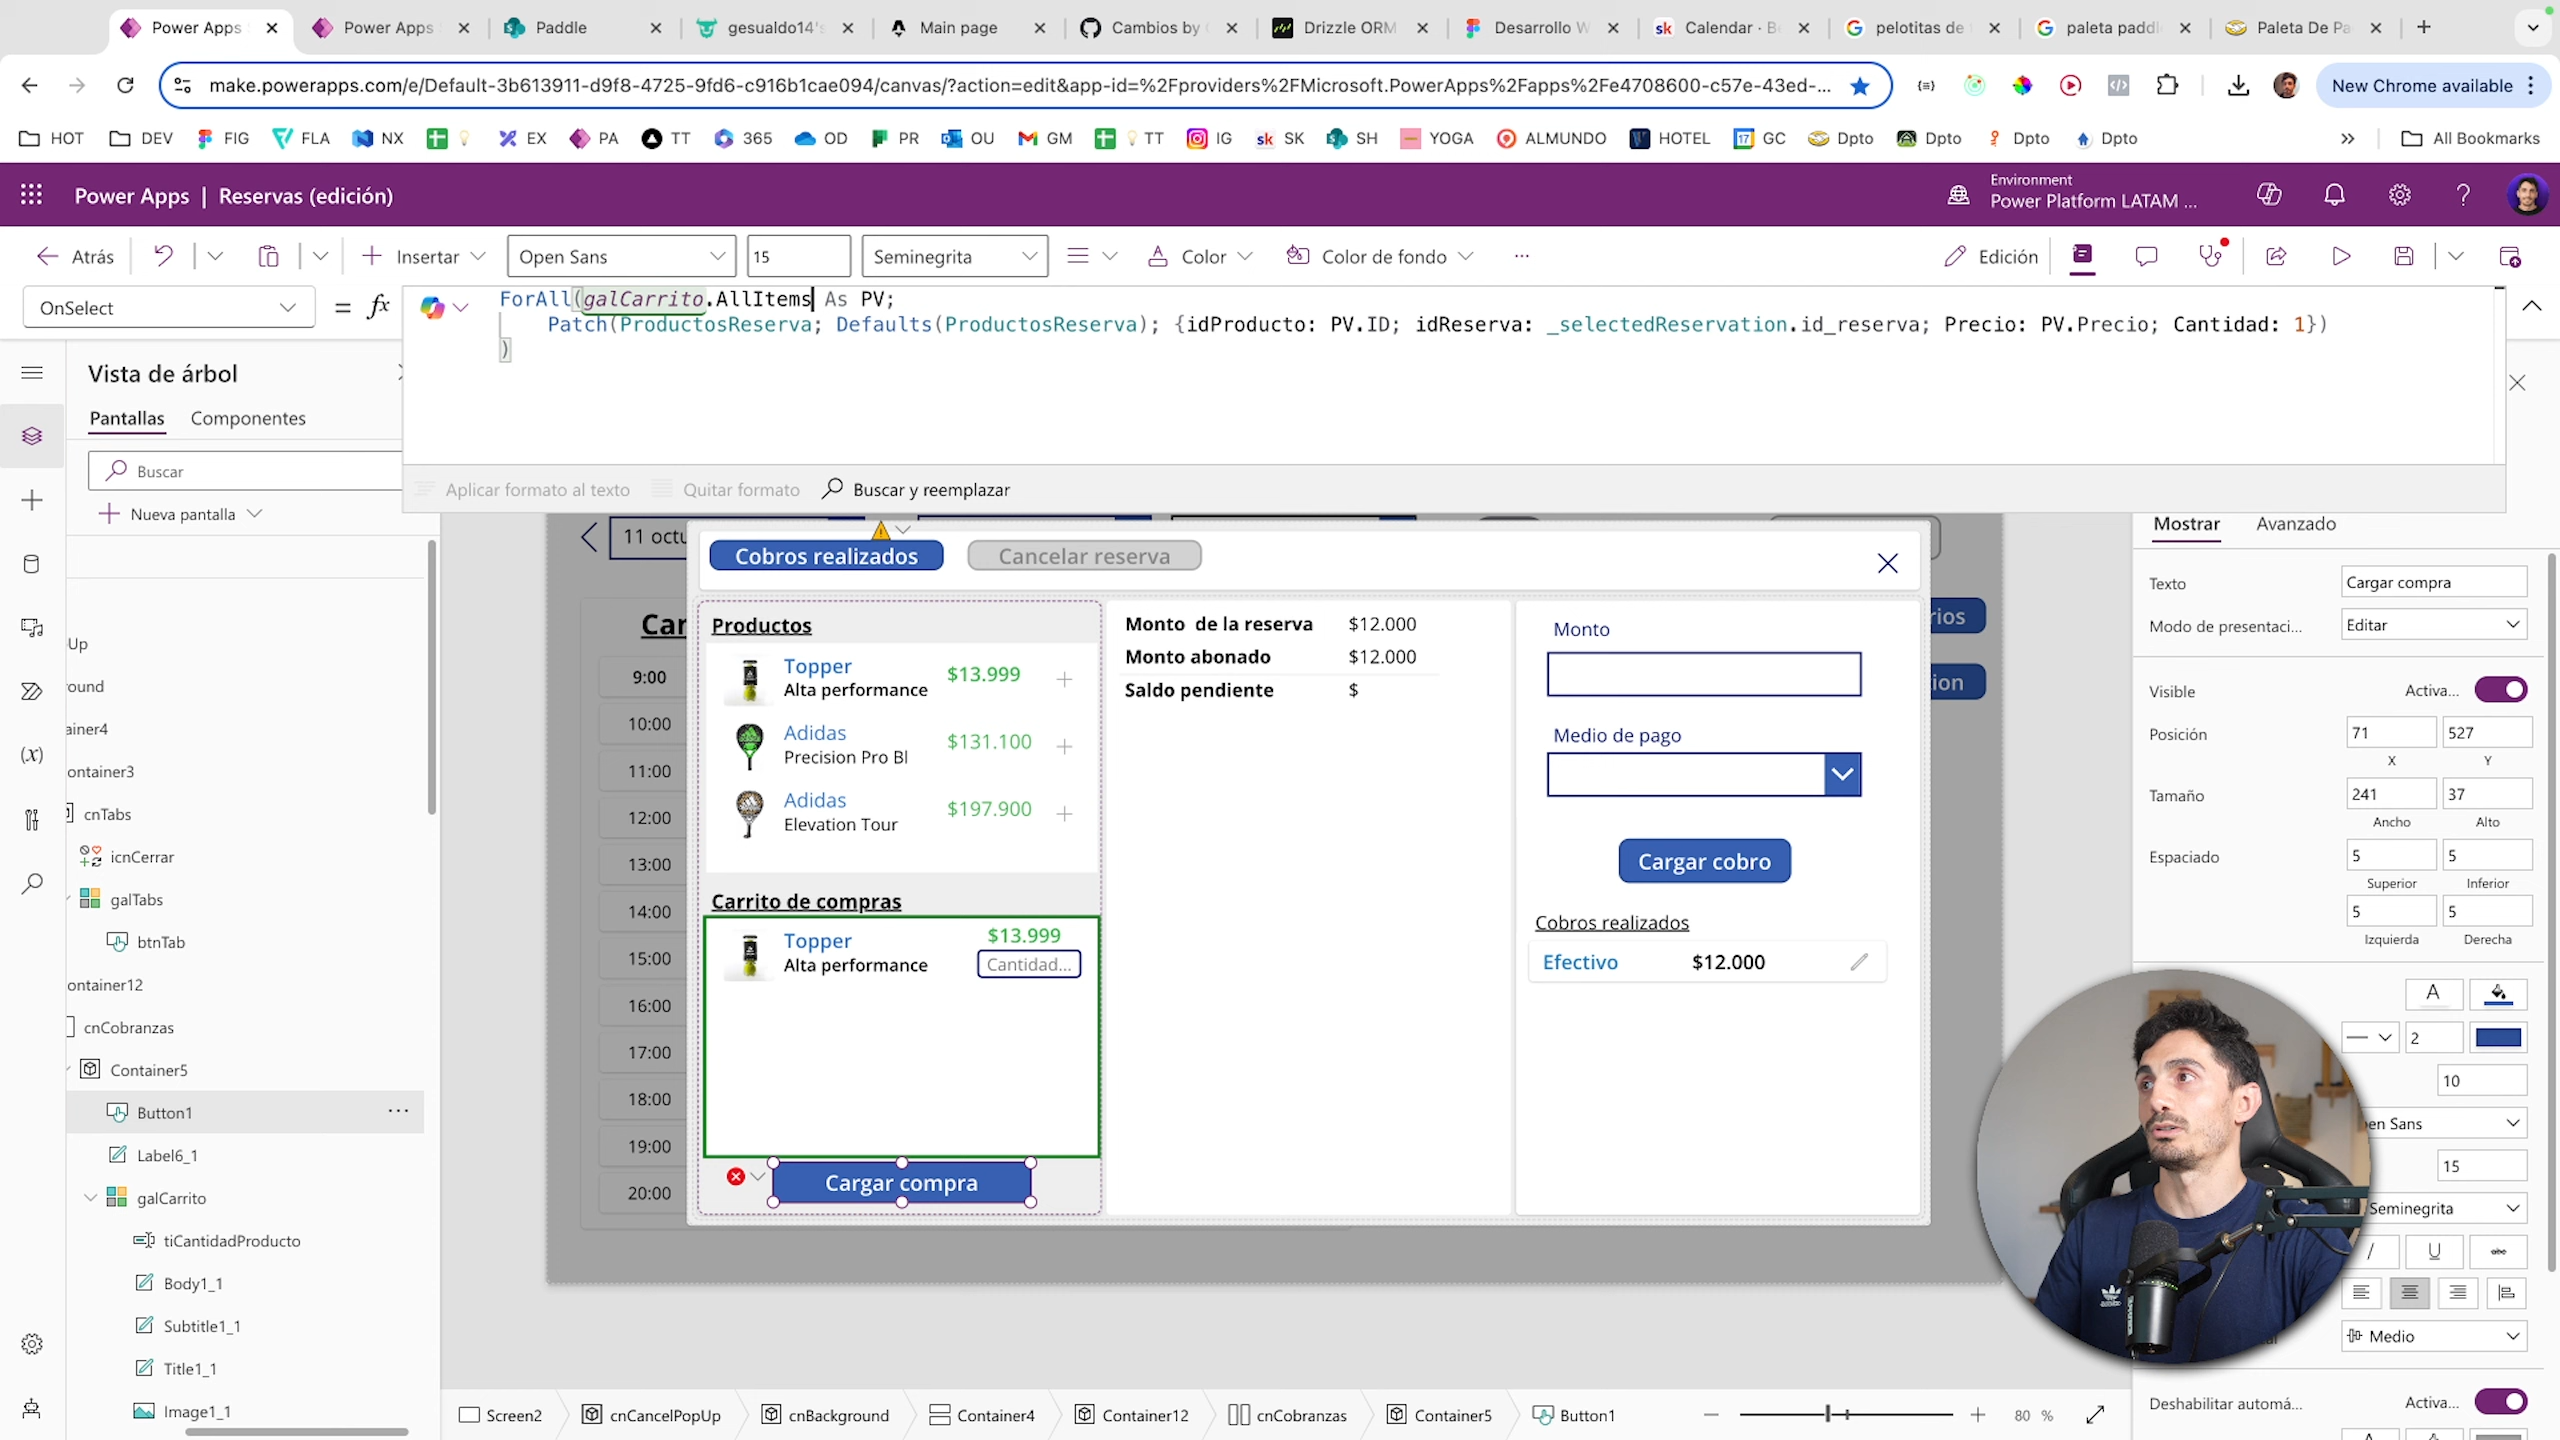 Power Apps
Power Apps
Paddle
gesualdo14's
Main page
Cambios by
Drizzle ORM
Desarrollo W
Calendar · B
pelotitas de
paleta paddl
Paleta De Pa
make.powerapps.com/e/Default-3b613911-d9f8-4725-9fd6-c916b1cae094/canvas/?action=edit&app-id=%2Fproviders%2FMicrosoft.PowerApps%2Fapps%2Fe4708600-c57e-43ed-...
New Chrome available
HOT
DEV
FIG
FLA
NX
EX
PA
TT
365
OD
PR
OU
GM
TT
IG
SK
SH
YOGA
ALMUNDO
HOTEL
GC
Dpto
Dpto
Dpto
Dpto
All Bookmarks
Power Apps | Reservas (edición)
Environment
Power Platform LATAM ...
Atrás
Insertar
Open Sans
15
Seminegrita
Color
Color de fondo
Edición
OnSelect
= fx
ForAll(galCarrito.AllItems As PV;
Patch(ProductosReserva; Defaults(ProductosReserva); {idProducto: PV.ID; idReserva: _selectedReservation.id_reserva; Precio: PV.Precio; Cantidad: 1})
)
Aplicar formato al texto
Quitar formato
Buscar y reemplazar
Vista de árbol
Pantallas
Componentes
Buscar
Nueva pantalla
Up
ound
ainer4
ontainer3
cnTabs
icnCerrar
galTabs
btnTab
ontainer12
cnCobranzas
Container5
Button1
Label6_1
galCarrito
tiCantidadProducto
Body1_1
Subtitle1_1
Title1_1
Image1_1
11 octu
Can
9:00
10:00
11:00
12:00
13:00
14:00
15:00
16:00
17:00
18:00
19:00
20:00
Cobros realizados
Cancelar reserva
Productos
Topper
Alta performance
$13.999
Adidas
Precision Pro Bl
$131.100
Adidas
Elevation Tour
$197.900
Carrito de compras
Topper
Alta performance
$13.999
Cantidad...
Cargar compra
Monto de la reserva
$12.000
Monto abonado
$12.000
Saldo pendiente
$
Monto
Medio de pago
Cargar cobro
Cobros realizados
Efectivo
$12.000
rios
ion
Mostrar
Avanzado
Texto
Cargar compra
Modo de presentaci...
Editar
Visible
Activa...
Posición
71
527
X
Y
Tamaño
241
37
Ancho
Alto
Espaciado
5
5
Superior
Inferior
5
5
Izquierda
Derecha
2
10
en Sans
15
Seminegrita
Medio
Deshabilitar automá...
Activa...
Screen2
cnCancelPopUp
cnBackground
Container4
Container12
cnCobranzas
Container5
Button1
80 %